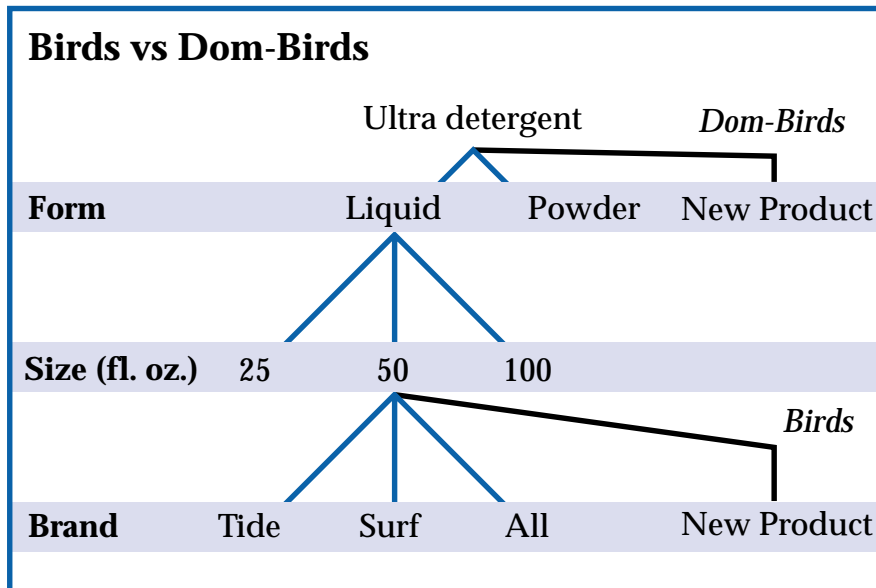 Birds vs Dom-Birds
Ultra detergent Dom-Birds
Form Liquid Powder New Product
Size (fl. oz.) 25 50 100
Birds
Brand Tide Surf All New Product